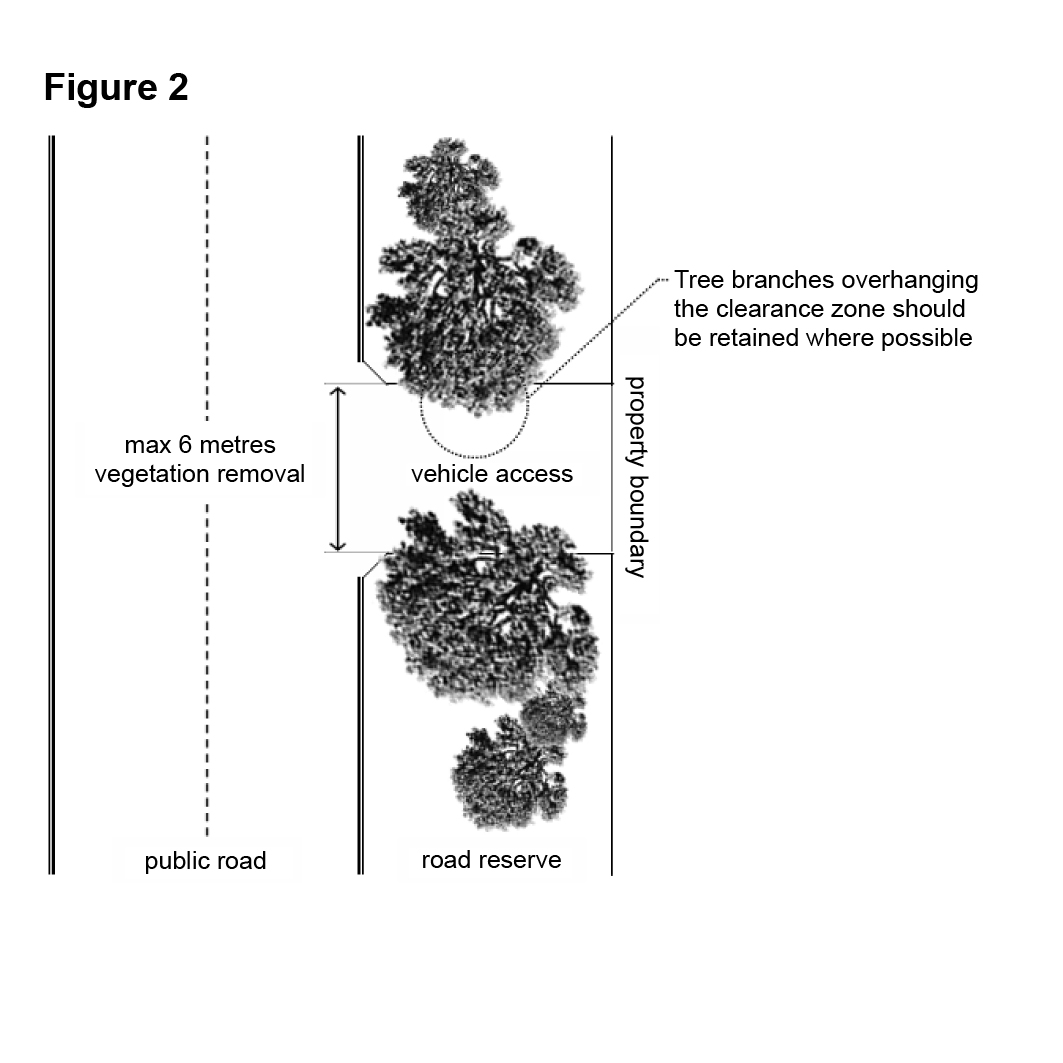 Figure 2
Tree branches overhanging
the clearance zone should
be retained where possible
max 6 metres
vegetation removal
vehicle access
property boundary
public road
road reserve